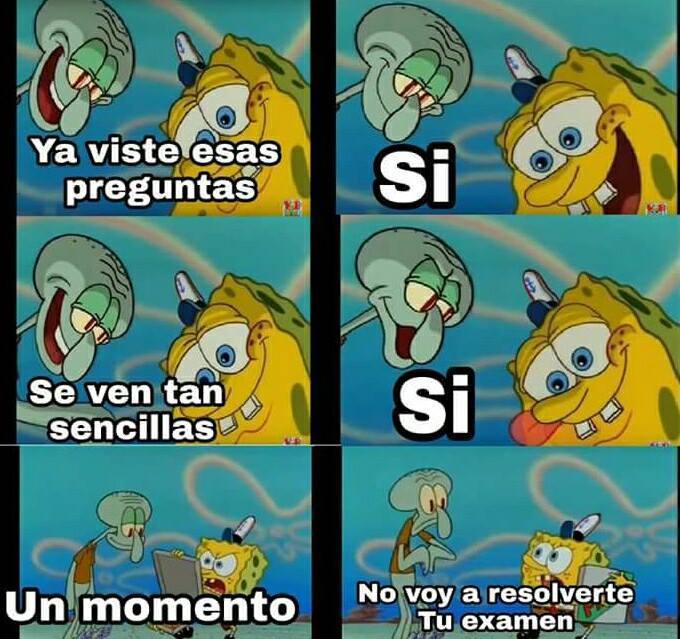 Ya viste esas
preguntas
Si
Se ven tan
sencillas
Si
Un momento
No voy a resolverte
Tu examen